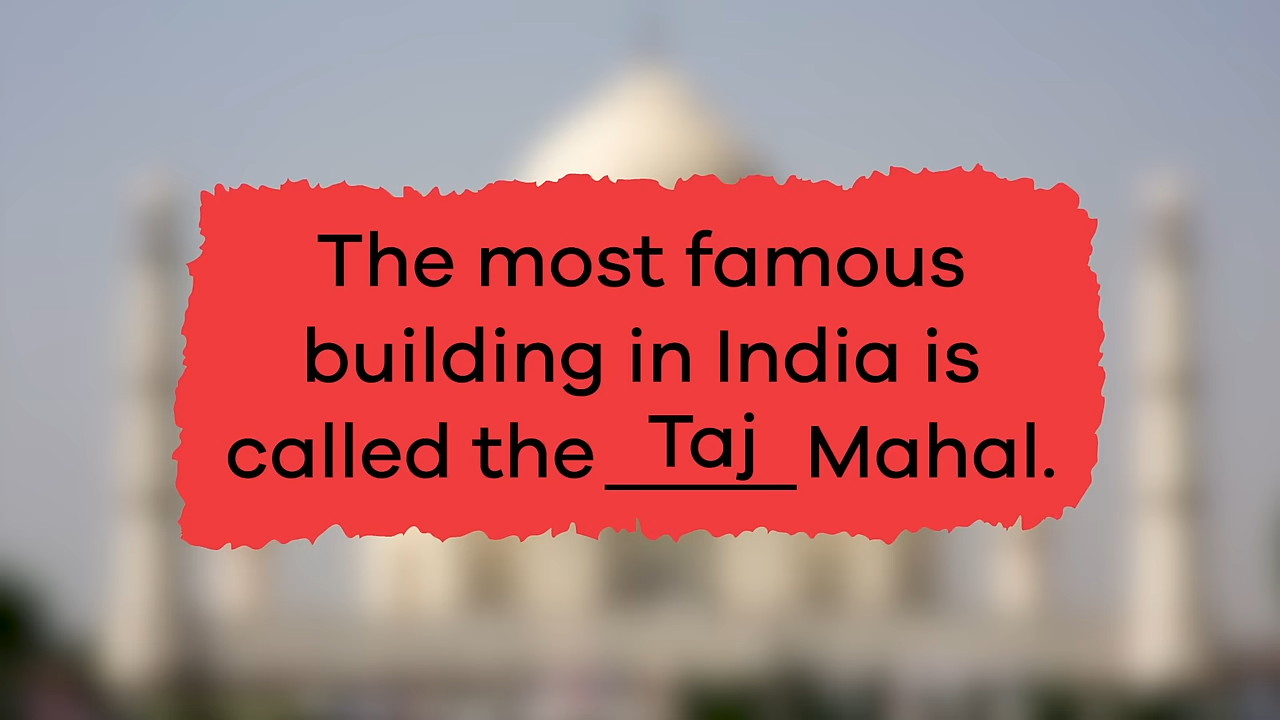 The most famous
building in India is
called the Taj Mahal.